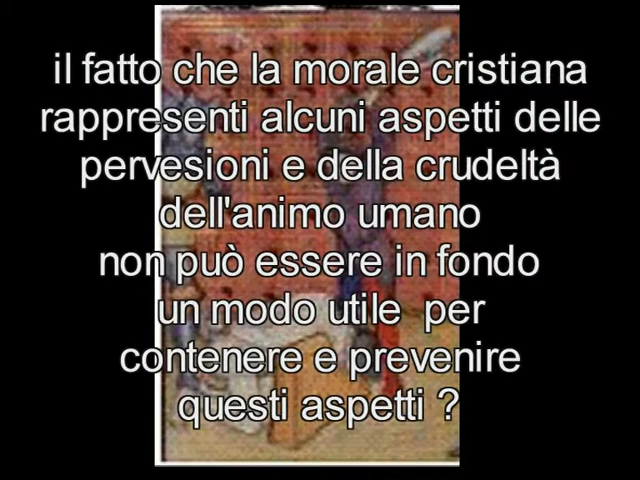 il fatto che la morale cristiana
rappresenti alcuni aspetti delle
pervesioni e della crudeltà
dell'animo umano
non può essere in fondo
un modo utile  per
contenere e prevenire
questi aspetti ?